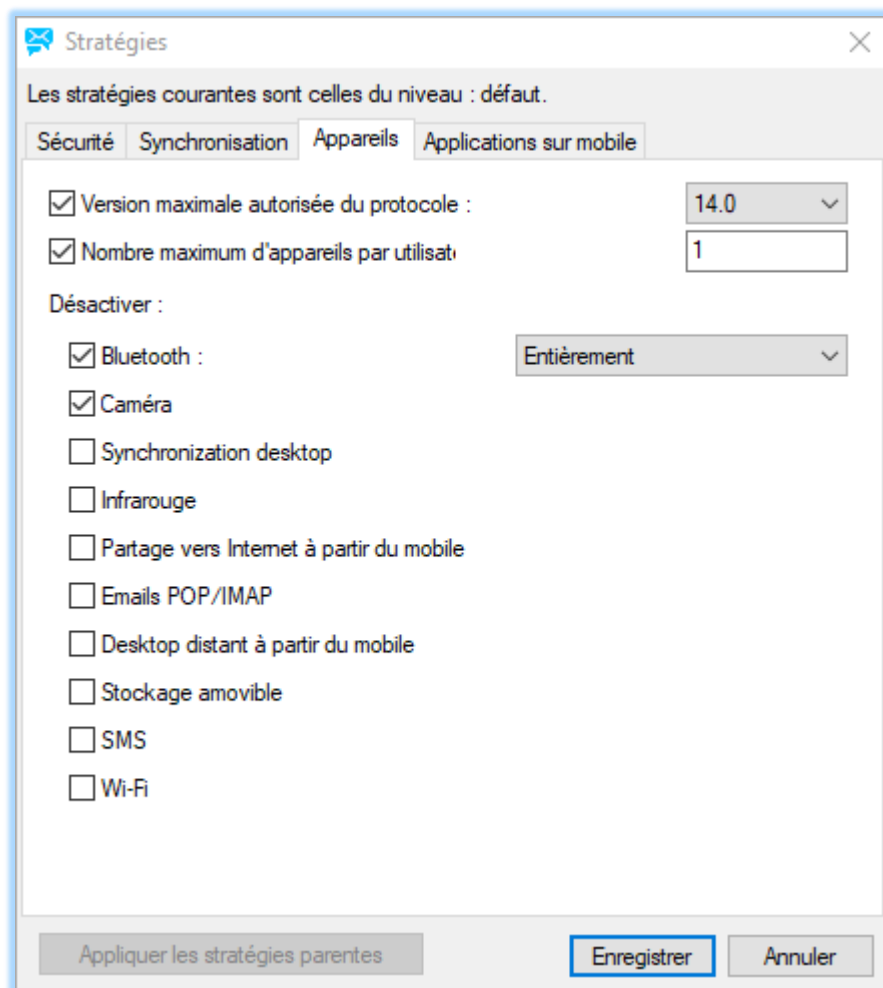 Stratégies
Les stratégies courantes sont celles du niveau : défaut.
Sécurité Synchronisation Appareils Applications sur mobile
Version maximale autorisée du protocole : 14.0
Nombre maximum d'appareils par utilisate 1
Désactiver :
Bluetooth : Entièrement
Caméra
Synchronization desktop
Infrarouge
Partage vers Internet à partir du mobile
Emails POP/IMAP
Desktop distant à partir du mobile
Stockage amovible
SMS
Wi-Fi
Appliquer les stratégies parentes Enregistrer Annuler